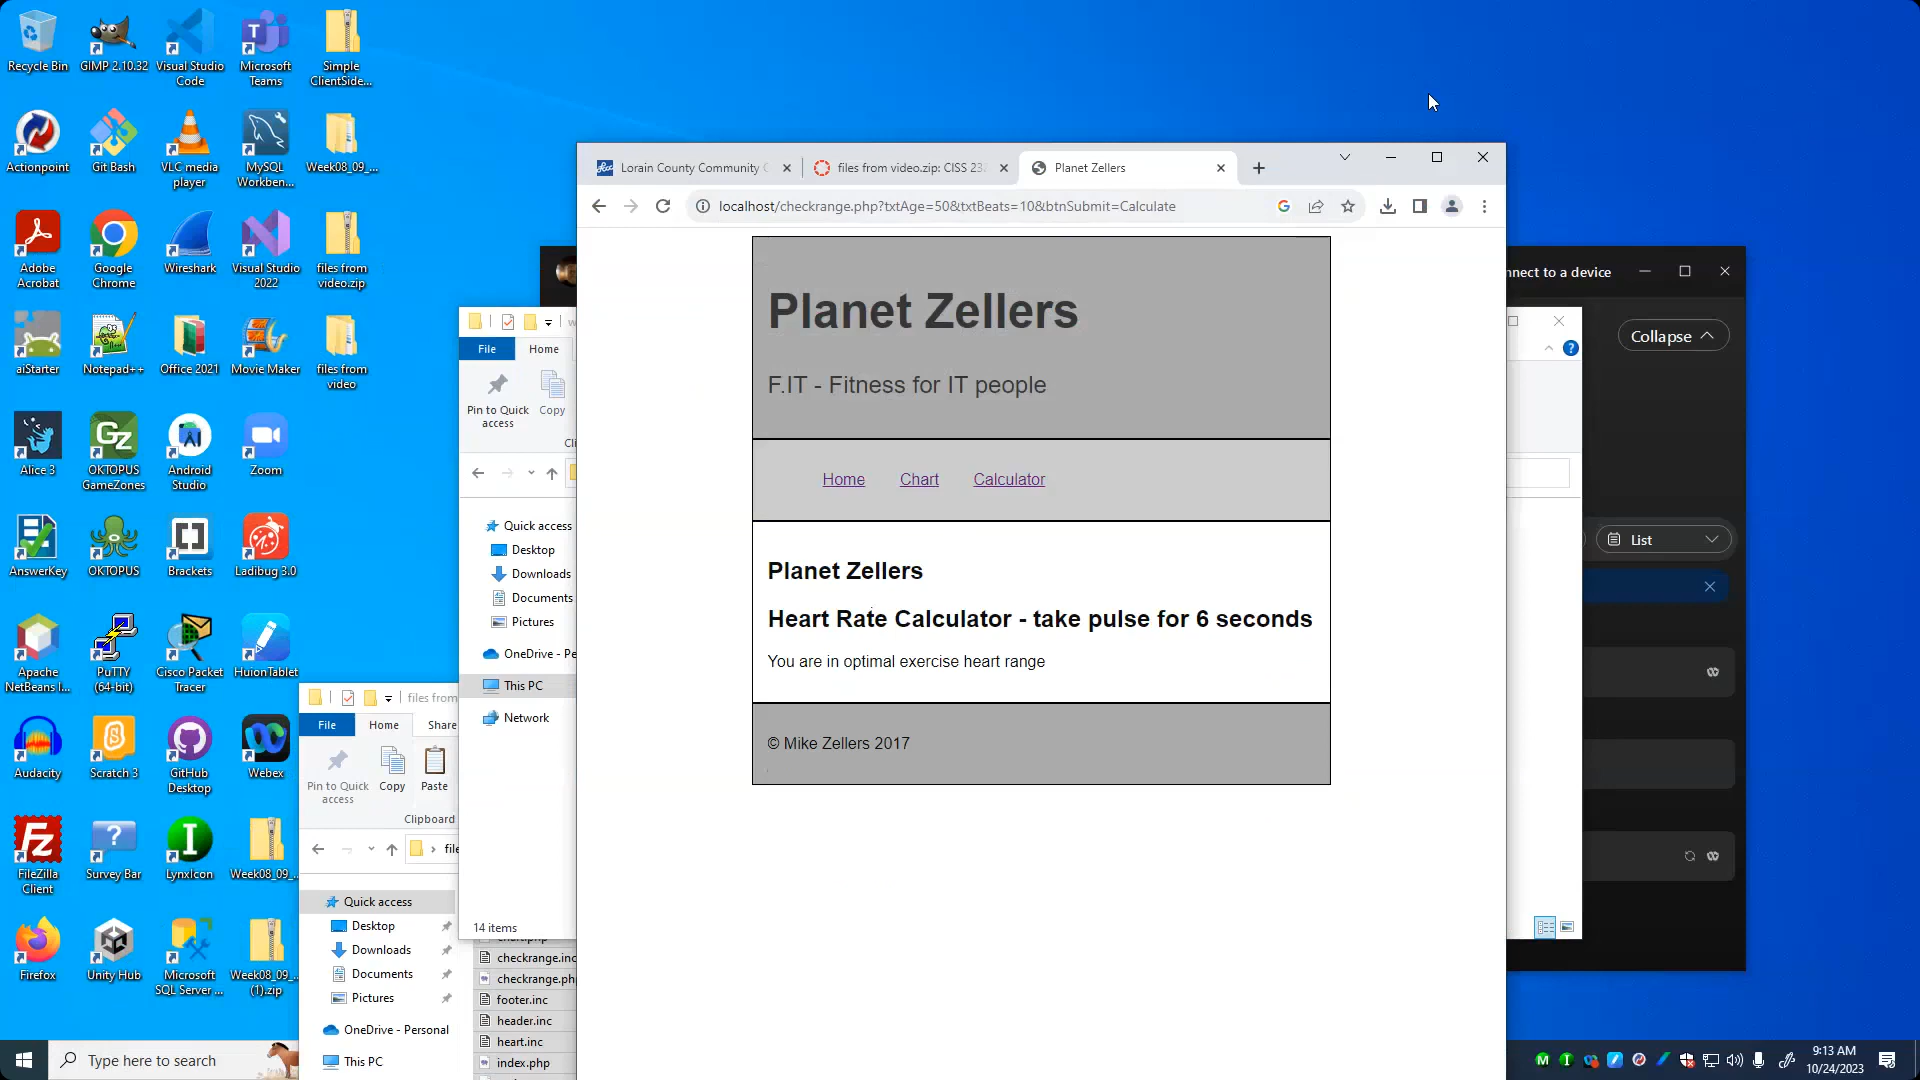 Recycle Bin
GIMP 2.10.32
Visual Studio
Code
Microsoft
Teams
Simple
ClientSide...
Actionpoint
Git Bash
VLC media
player
MySQL
Workben...
Week08_09_...
Adobe
Acrobat
Google
Chrome
Wireshark
Visual Studio
2022
files from
video.zip
aiStarter
Notepad++
Office 2021
Movie Maker
files from
video
Alice 3
OKTOPUS
GameZones
Android
Studio
Zoom
AnswerKey
OKTOPUS
Brackets
Ladibug 3.0
Apache
NetBeans I...
PuTTY
(64-bit)
Cisco Packet
Tracer
HuionTablet
Audacity
Scratch 3
GitHub
Desktop
Webex
FileZilla
Client
Survey Bar
LynxIcon
Week08_09_...
Firefox
Unity Hub
Microsoft
SQL Server ...
Week08_09_...
(1).zip
File
Home
Share
files from
Pin to Quick
access
Copy
Paste
Clipboard
Quick access
Desktop
Downloads
Documents
Pictures
OneDrive - Personal
This PC
File
Home
Pin to Quick
access
Copy
Quick access
Desktop
Downloads
Documents
Pictures
OneDrive - Pe
This PC
Network
14 items
checkrange.inc
checkrange.php
footer.inc
header.inc
heart.inc
index.php
Lorain County Community
files from video.zip: CISS 232
Planet Zellers
localhost/checkrange.php?txtAge=50&txtBeats=10&btnSubmit=Calculate
Planet Zellers
F.IT - Fitness for IT people
Home Chart Calculator
Planet Zellers
Heart Rate Calculator - take pulse for 6 seconds
You are in optimal exercise heart range
© Mike Zellers 2017
nnect to a device
Collapse
List
Type here to search
9:13 AM
10/24/2023